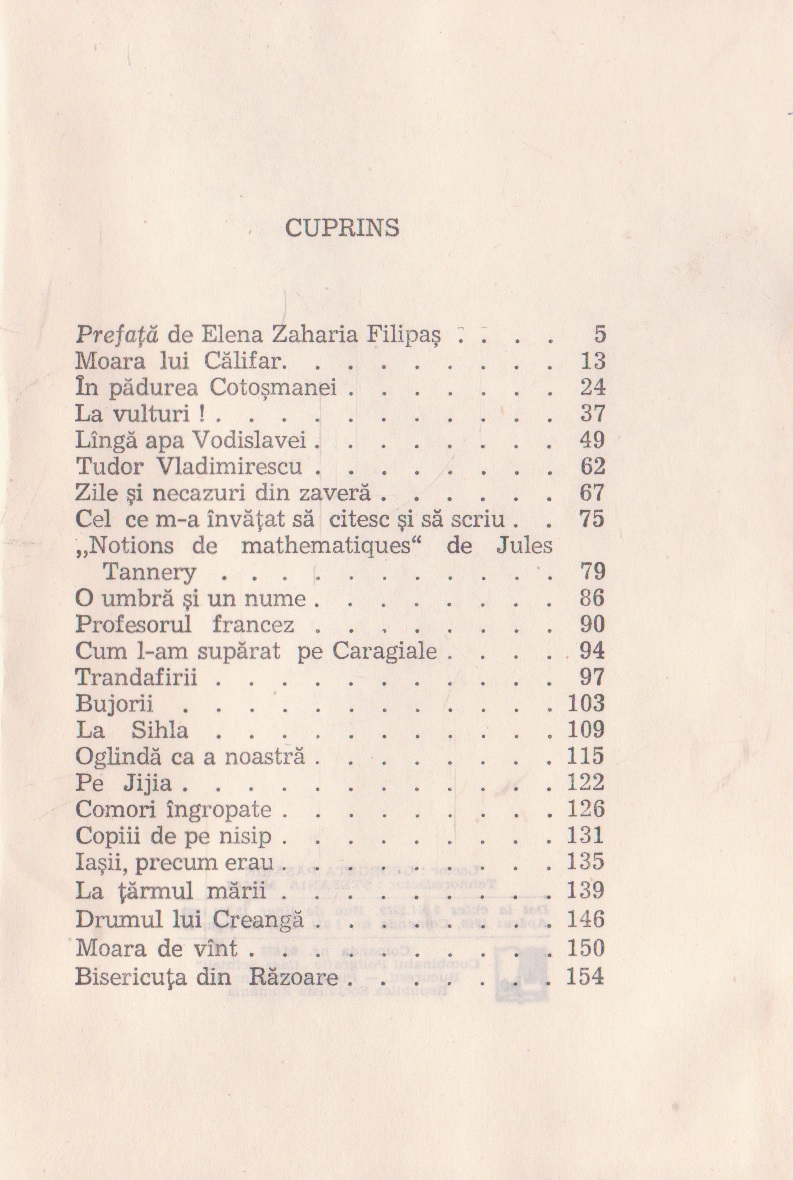 CUPRINS
Prefață de Elena Zaharia Filipaș . . . . 5
Moara lui Călifar. . . . . . . . . 13
În pădurea Cotoșmanei . . . . . . . 24
La vulturi ! . . . . . . . . . . . 37
Lîngă apa Vodislavei . . . . . . . . 49
Tudor Vladimirescu . . . . . . . . 62
Zile și necazuri din zaveră . . . . . . 67
Cel ce m-a învățat să citesc și să scriu . . 75
„Notions de mathematiques“ de Jules
Tannery . . . . . . . . . . . 79
O umbră și un nume . . . . . . . . 86
Profesorul francez . . . . . . . . 90
Cum l-am supărat pe Caragiale . . . . 94
Trandafirii . . . . . . . . . . . 97
Bujorii . . . . . . . . . . . . 103
La Sihla . . . . . . . . . . . 109
Oglindă ca a noastră . . . . . . . . 115
Pe Jijia . . . . . . . . . . . . 122
Comori îngropate . . . . . . . . . 126
Copiii de pe nisip . . . . . . . . . 131
Iașii, precum erau . . . . . . . . . 135
La țărmul mării . . . . . . . . . 139
Drumul lui Creangă . . . . . . . . 146
Moara de vînt . . . . . . . . . . 150
Bisericuța din Răzoare . . . . . . . 154